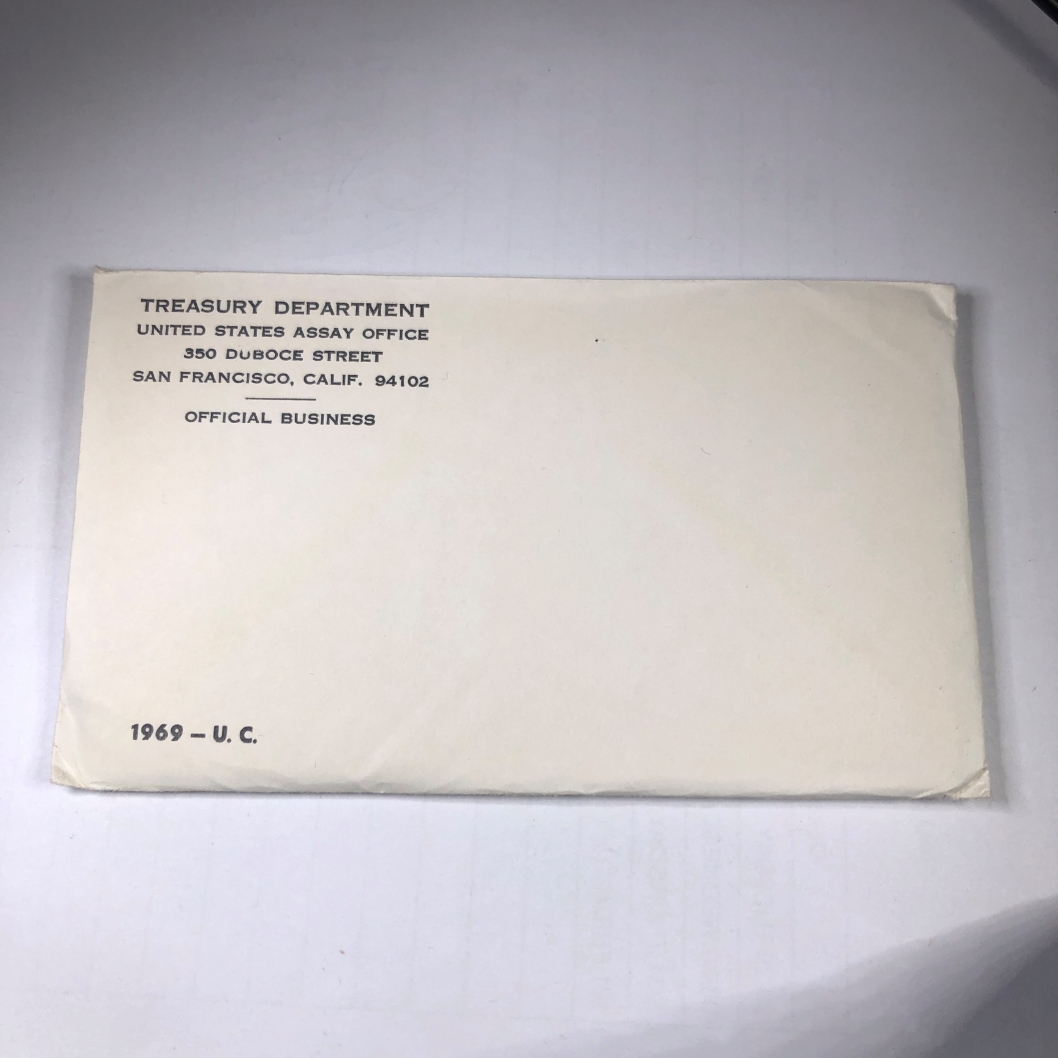 TREASURY DEPARTMENT
UNITED STATES ASSAY OFFICE
350 DUBOCE STREET
SAN FRANCISCO, CALIF. 94102
OFFICIAL BUSINESS
1969 – U. C.